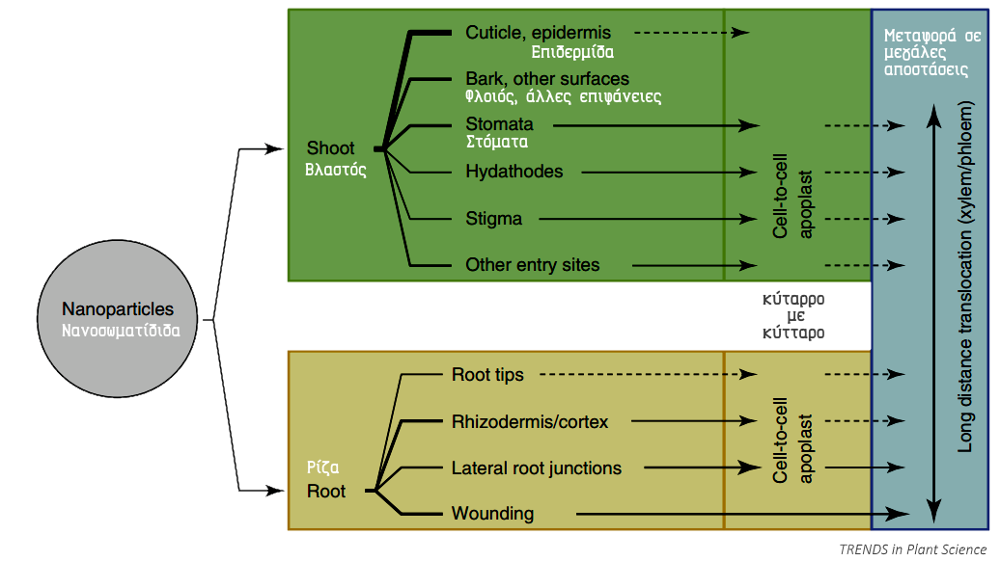 Nanoparticles
Νανοσωματίδιδα
Shoot
Βλαστός
Cuticle, epidermis
Επιδερμίδα
Bark, other surfaces
Φλοιός, άλλες επιφάνειες
Stomata
Στόματα
Hydathodes
Stigma
Other entry sites
Cell-to-cell
apoplast
κύταρρο
με
κύτταρο
Ρίζα
Root
Root tips
Rhizodermis/cortex
Lateral root junctions
Wounding
Cell-to-cell
apoplast
Μεταφορά σε
μεγάλες
αποστάσεις
Long distance translocation (xylem/phloem)
TRENDS in Plant Science